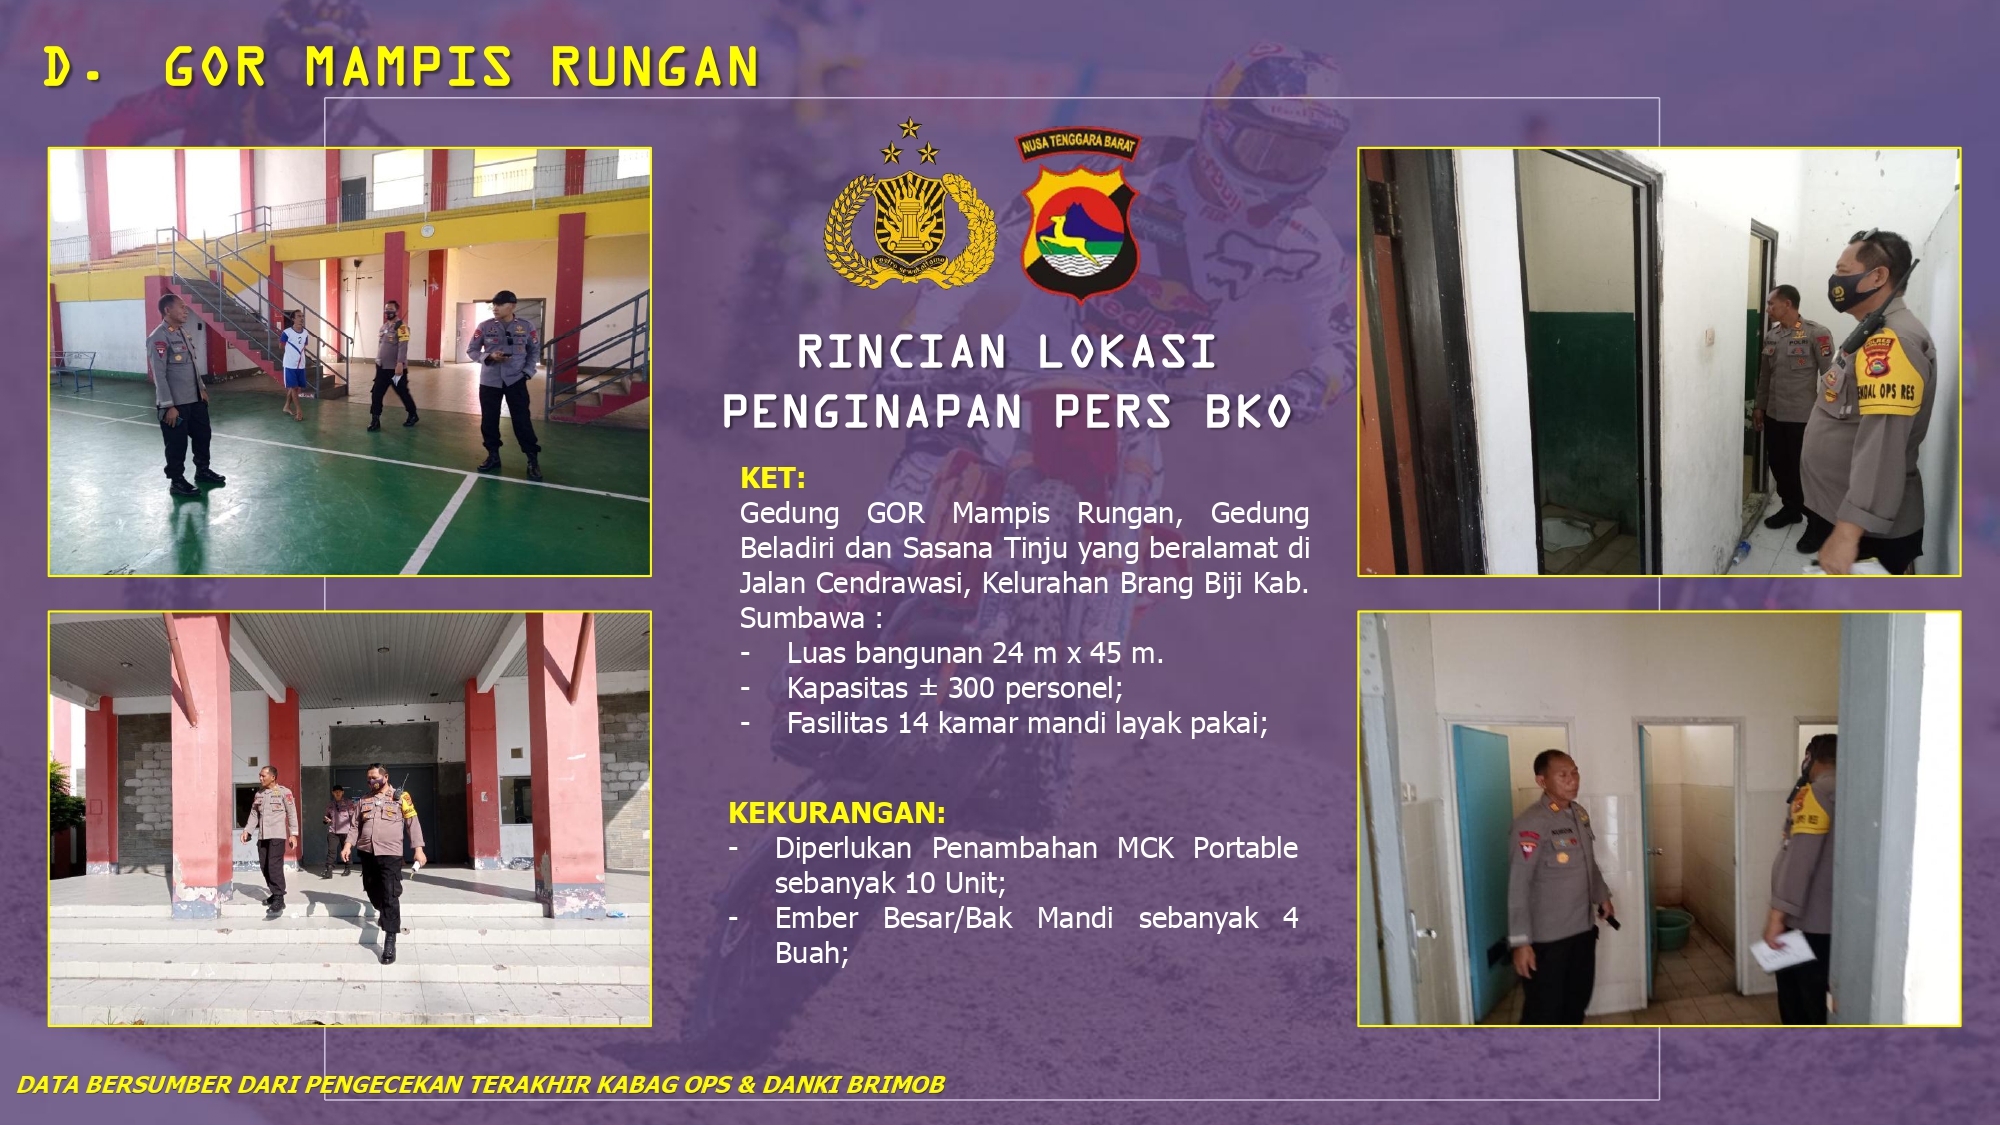 D. GOR MAMPIS RUNGAN
NUSA TENGGARA BARAT
RINCIAN LOKASI
PENGINAPAN PERS BKO
KET:
Gedung GOR Mampis Rungan, Gedung
Beladiri dan Sasana Tinju yang beralamat di
Jalan Cendrawasi, Kelurahan Brang Biji Kab.
Sumbawa :
- Luas bangunan 24 m x 45 m.
- Kapasitas ± 300 personel;
- Fasilitas 14 kamar mandi layak pakai;
KEKURANGAN:
- Diperlukan Penambahan MCK Portable
sebanyak 10 Unit;
- Ember Besar/Bak Mandi sebanyak 4
Buah;
POLRI
OPS RES
DATA BERSUMBER DARI PENGECEKAN TERAKHIR KABAG OPS & DANKI BRIMOB